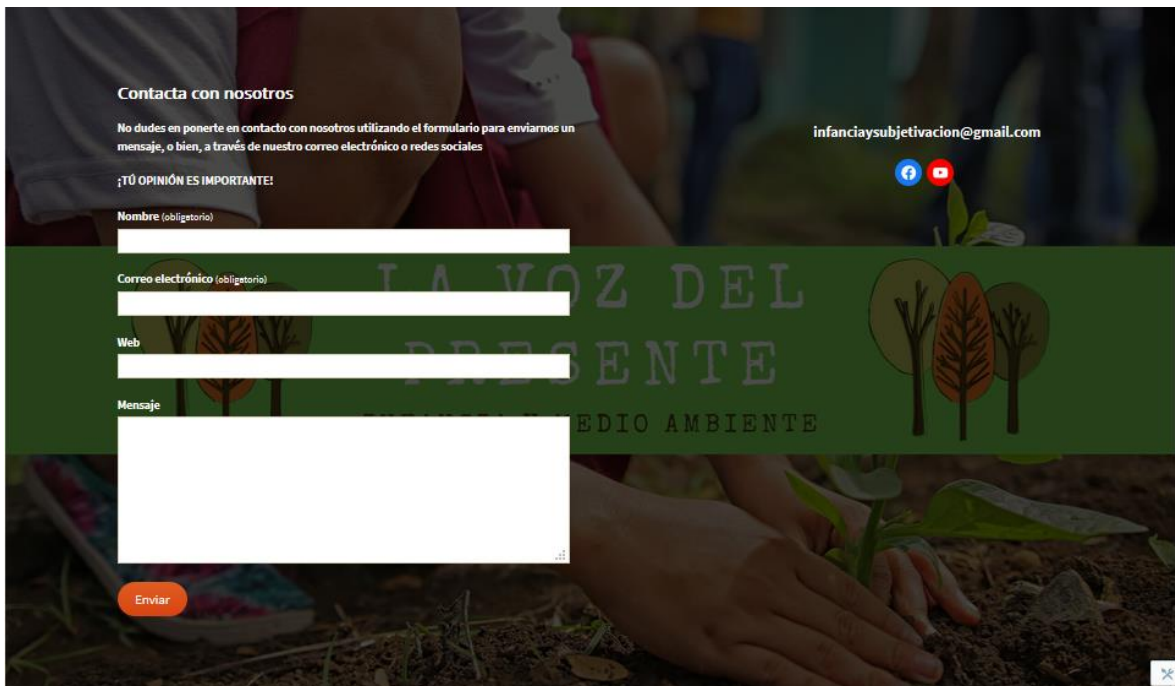 Contacta con nosotros
No dudes en ponerte en contacto con nosotros utilizando el formulario para enviarnos un
mensaje, o bien, a través de nuestro correo electrónico o redes sociales
¡TÚ OPINIÓN ES IMPORTANTE!
infanciaysubjetivacion@gmail.com
Nombre (obligatorio)
Correo electrónico (obligatorio)
Web
Mensaje
Enviar
LA VOZ DEL
PRESENTE
MEDIO AMBIENTE